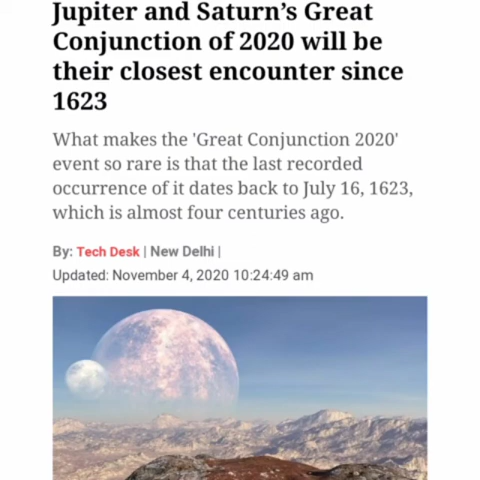 Jupiter and Saturn’s Great
Conjunction of 2020 will be
their closest encounter since
1623
What makes the 'Great Conjunction 2020'
event so rare is that the last recorded
occurrence of it dates back to July 16, 1623,
which is almost four centuries ago.
By: Tech Desk | New Delhi |
Updated: November 4, 2020 10:24:49 am